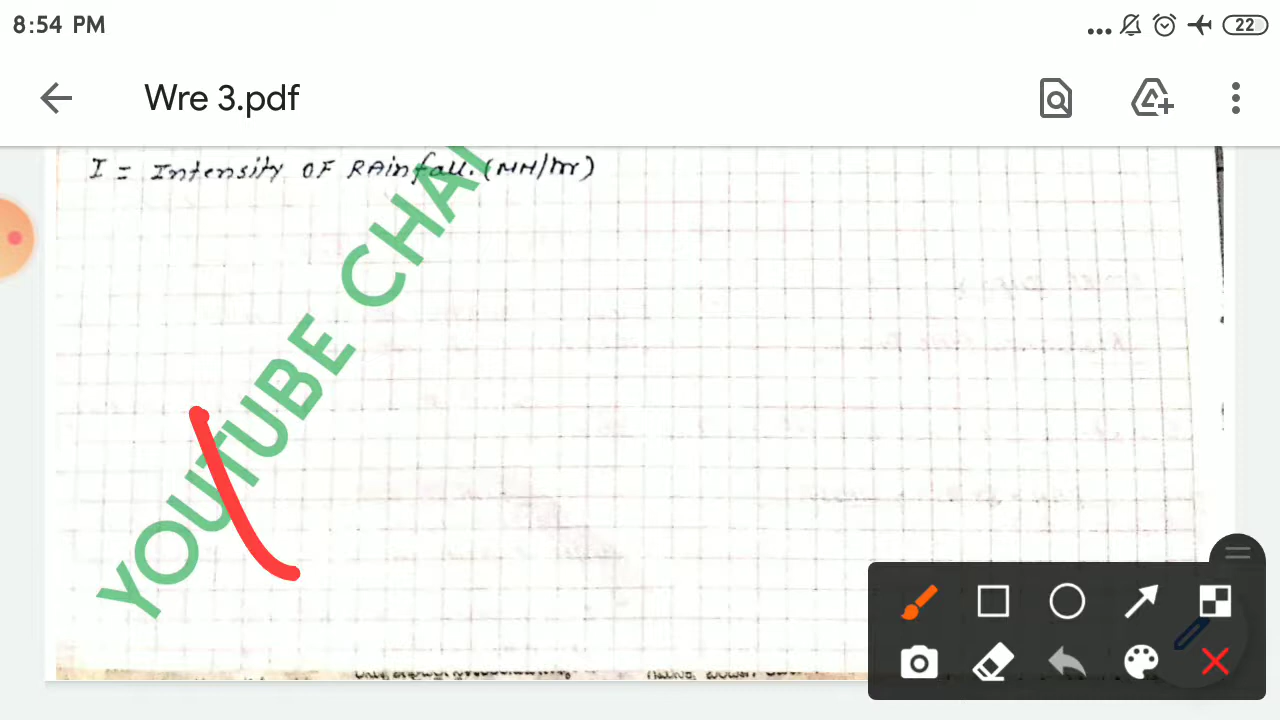 8:54 PM
22
Wre 3.pdf
I = Intensity OF RAinfall. (MM/hr)
YOUTUBE CHA